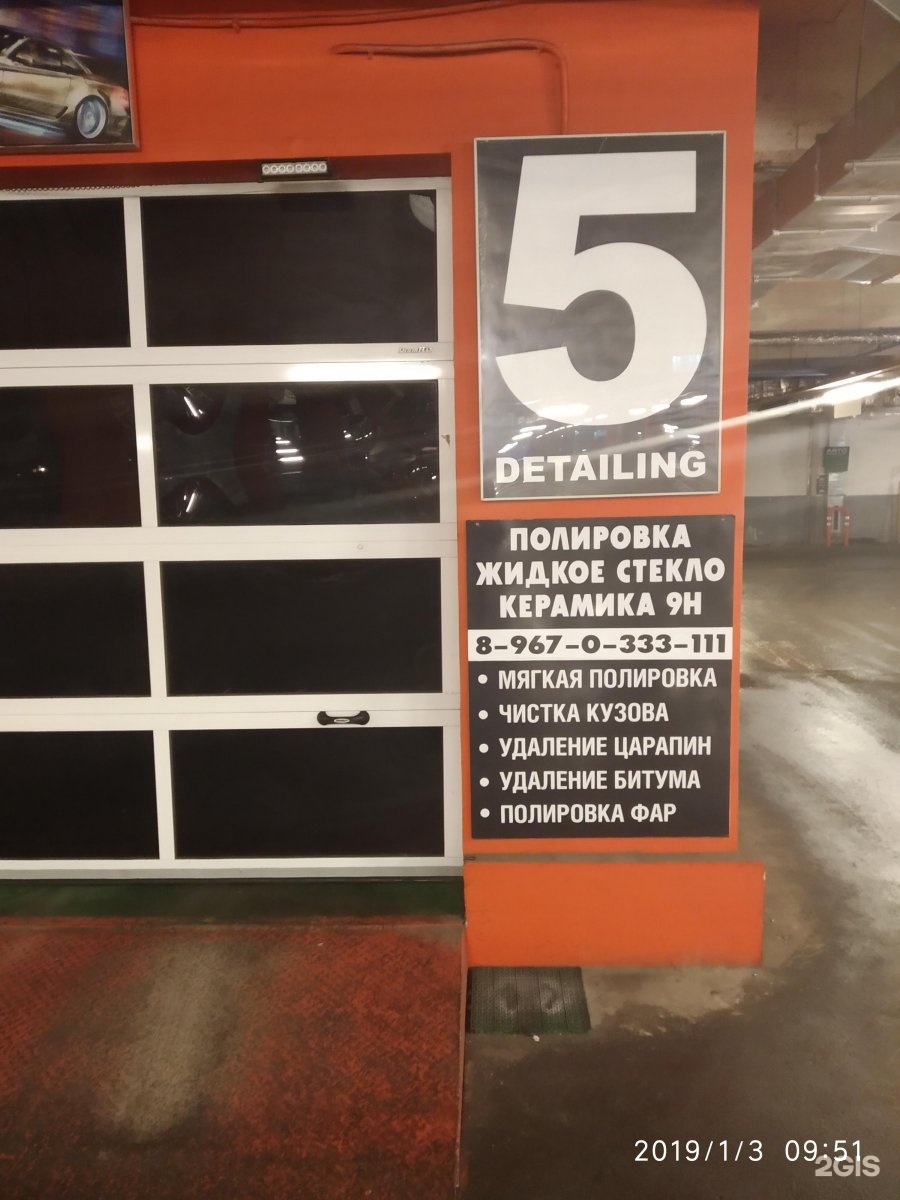 5
DETAILING
ПОЛИРОВКА
ЖИДКОЕ СТЕКЛО
КЕРАМИКА 9Н
8-967-0-333-111
• МЯГКАЯ ПОЛИРОВКА
• ЧИСТКА КУЗОВА
• УДАЛЕНИЕ ЦАРАПИН
• УДАЛЕНИЕ БИТУМА
• ПОЛИРОВКА ФАР
2019/1/3 09:51
2GIS